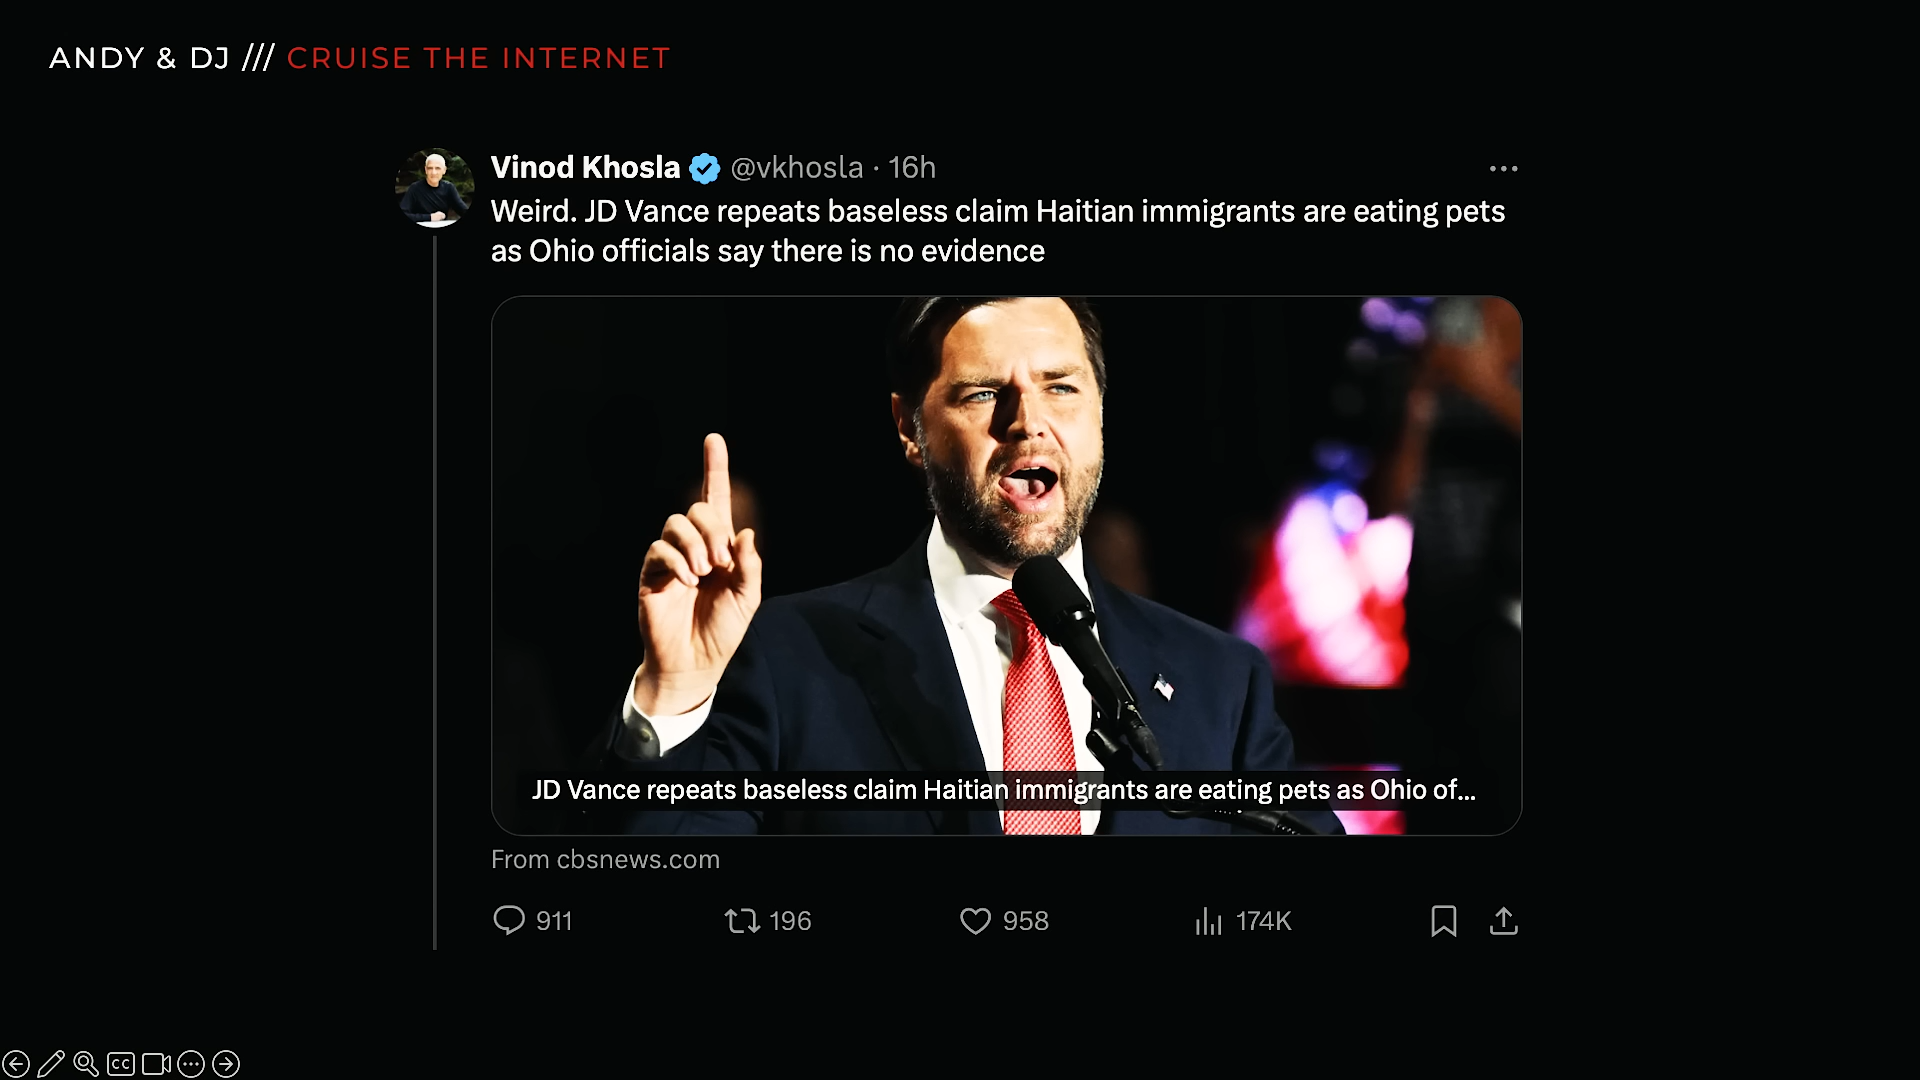 ANDY & DJ /// CRUISE THE INTERNET
Vinod Khosla @vkhosla · 16h
Weird. JD Vance repeats baseless claim Haitian immigrants are eating pets
as Ohio officials say there is no evidence
JD Vance repeats baseless claim Haitian immigrants are eating pets as Ohio of...
From cbsnews.com
911 196 958 174K
CC